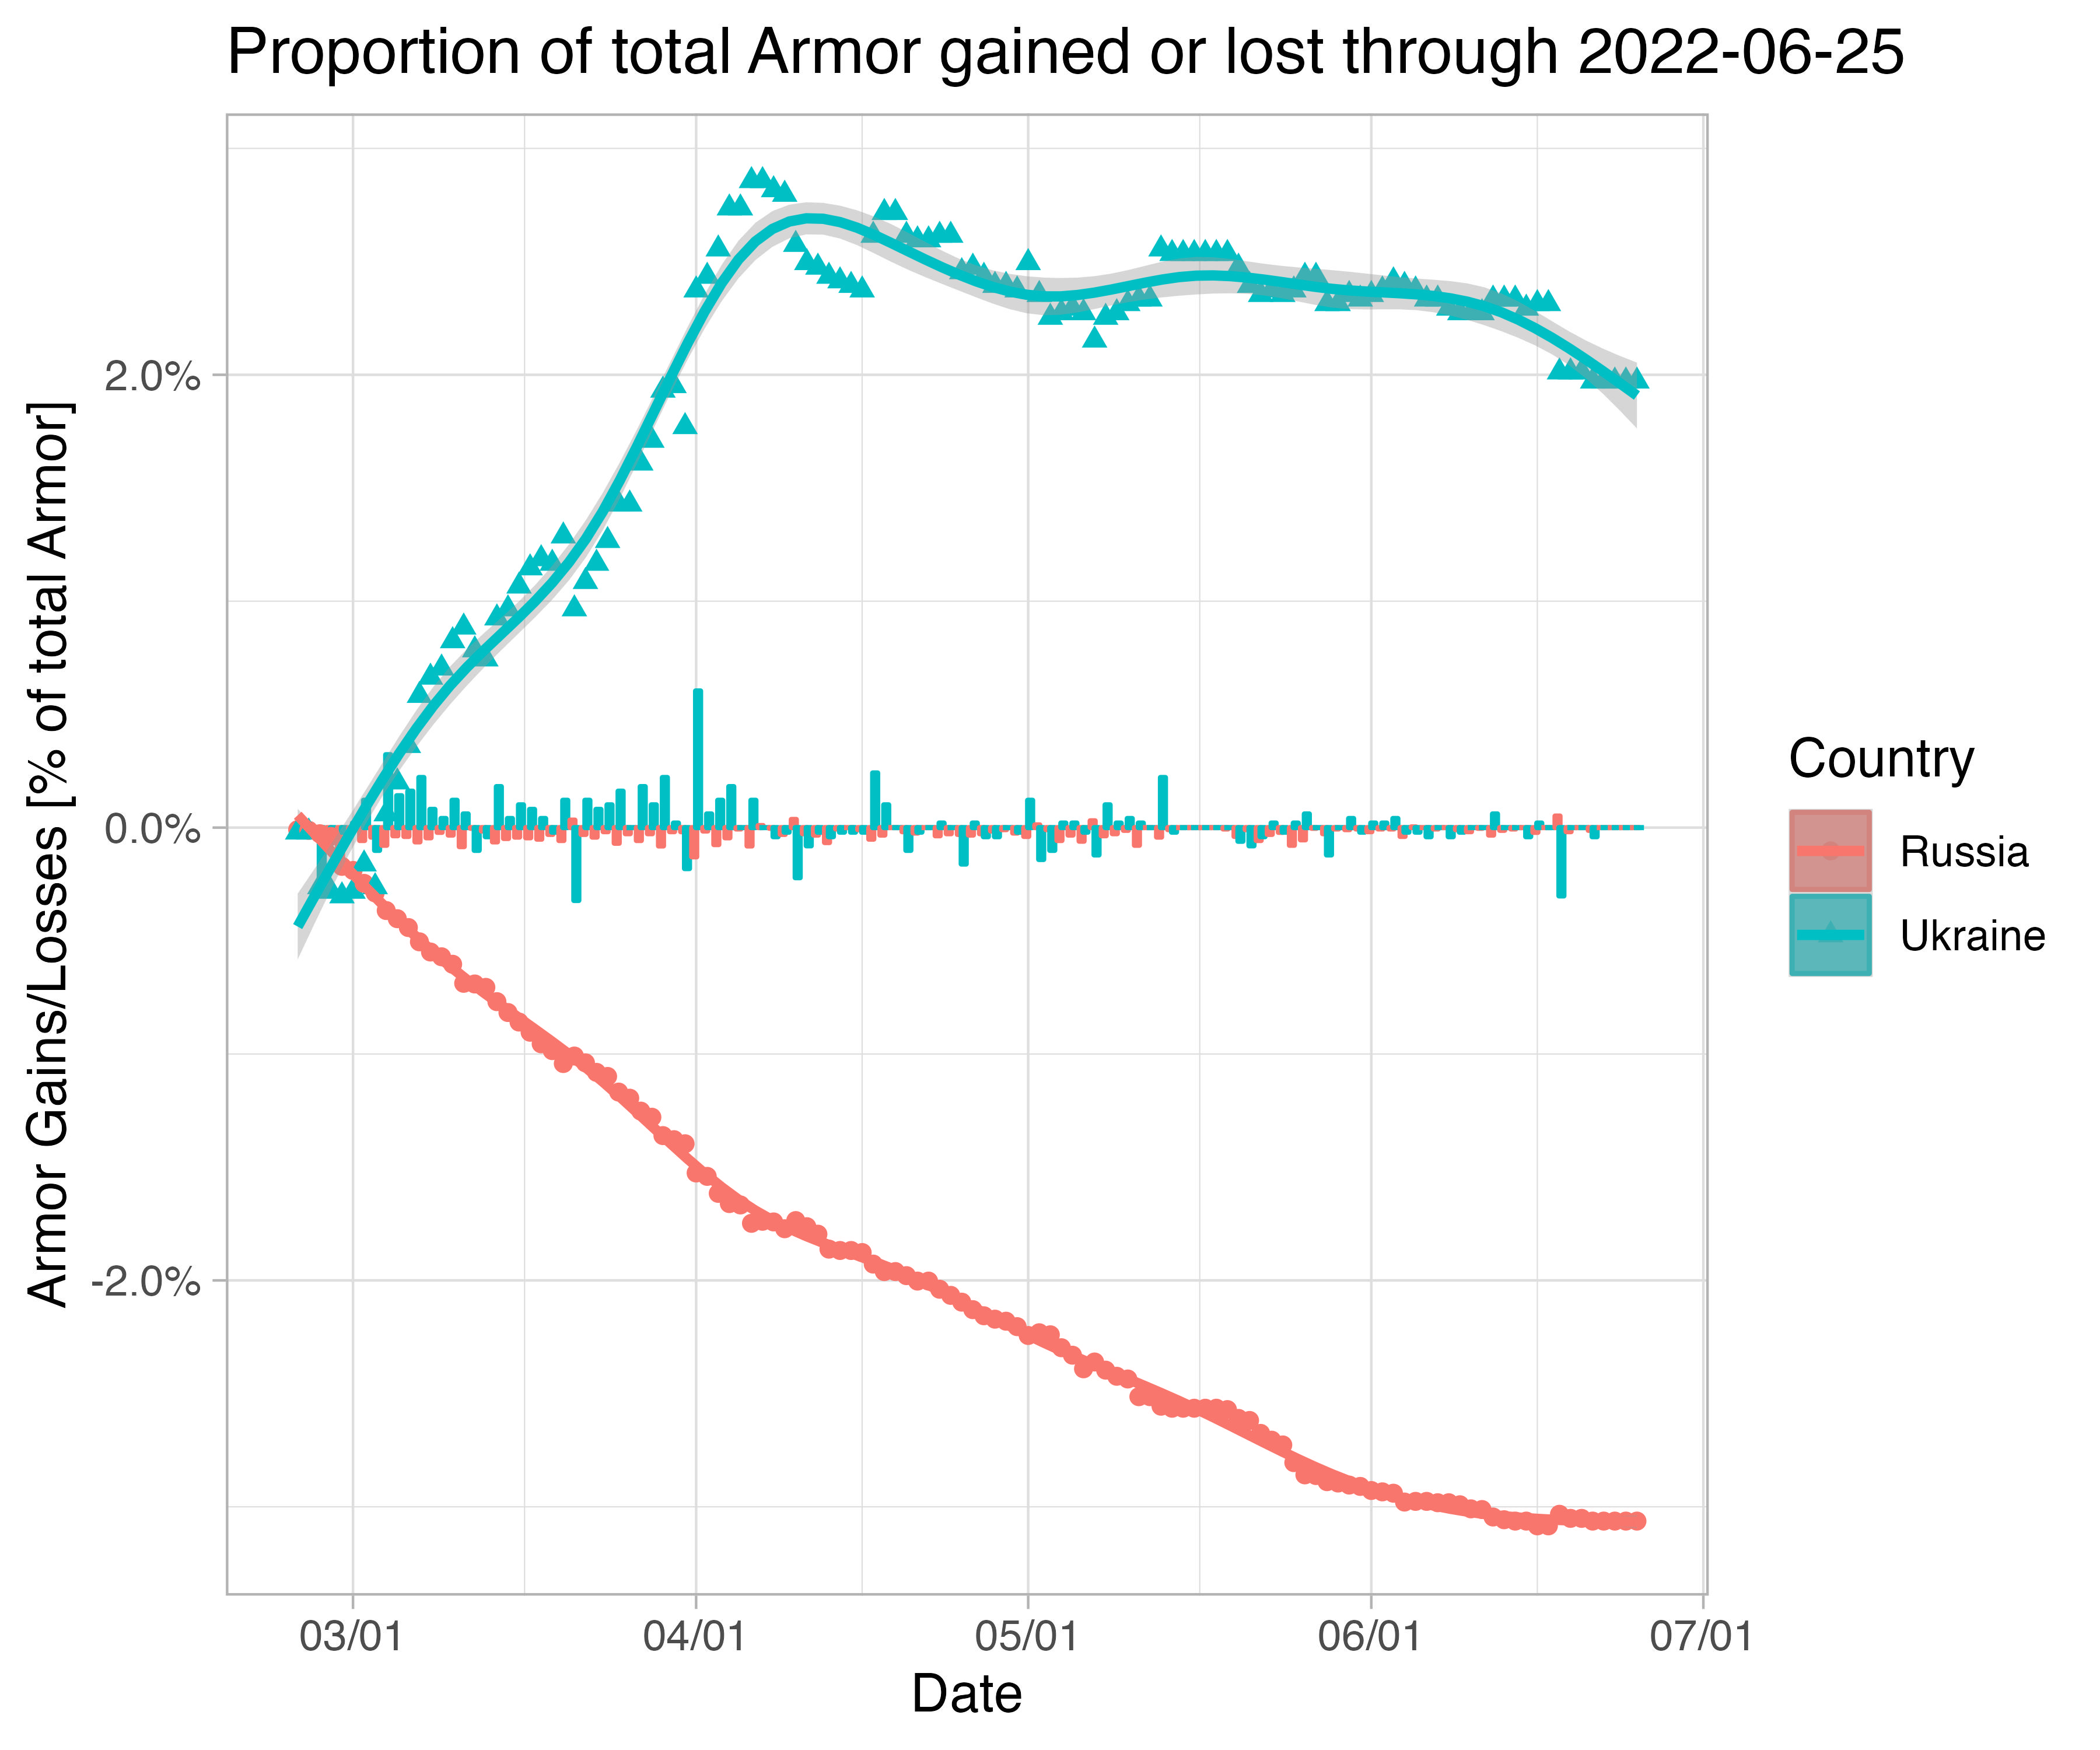 Proportion of total Armor gained or lost through 2022-06-25
Armor Gains/Losses [% of total Armor]
2.0%
0.0%
-2.0%
03/01
04/01
05/01
06/01
07/01
Date
Country
Russia
Ukraine